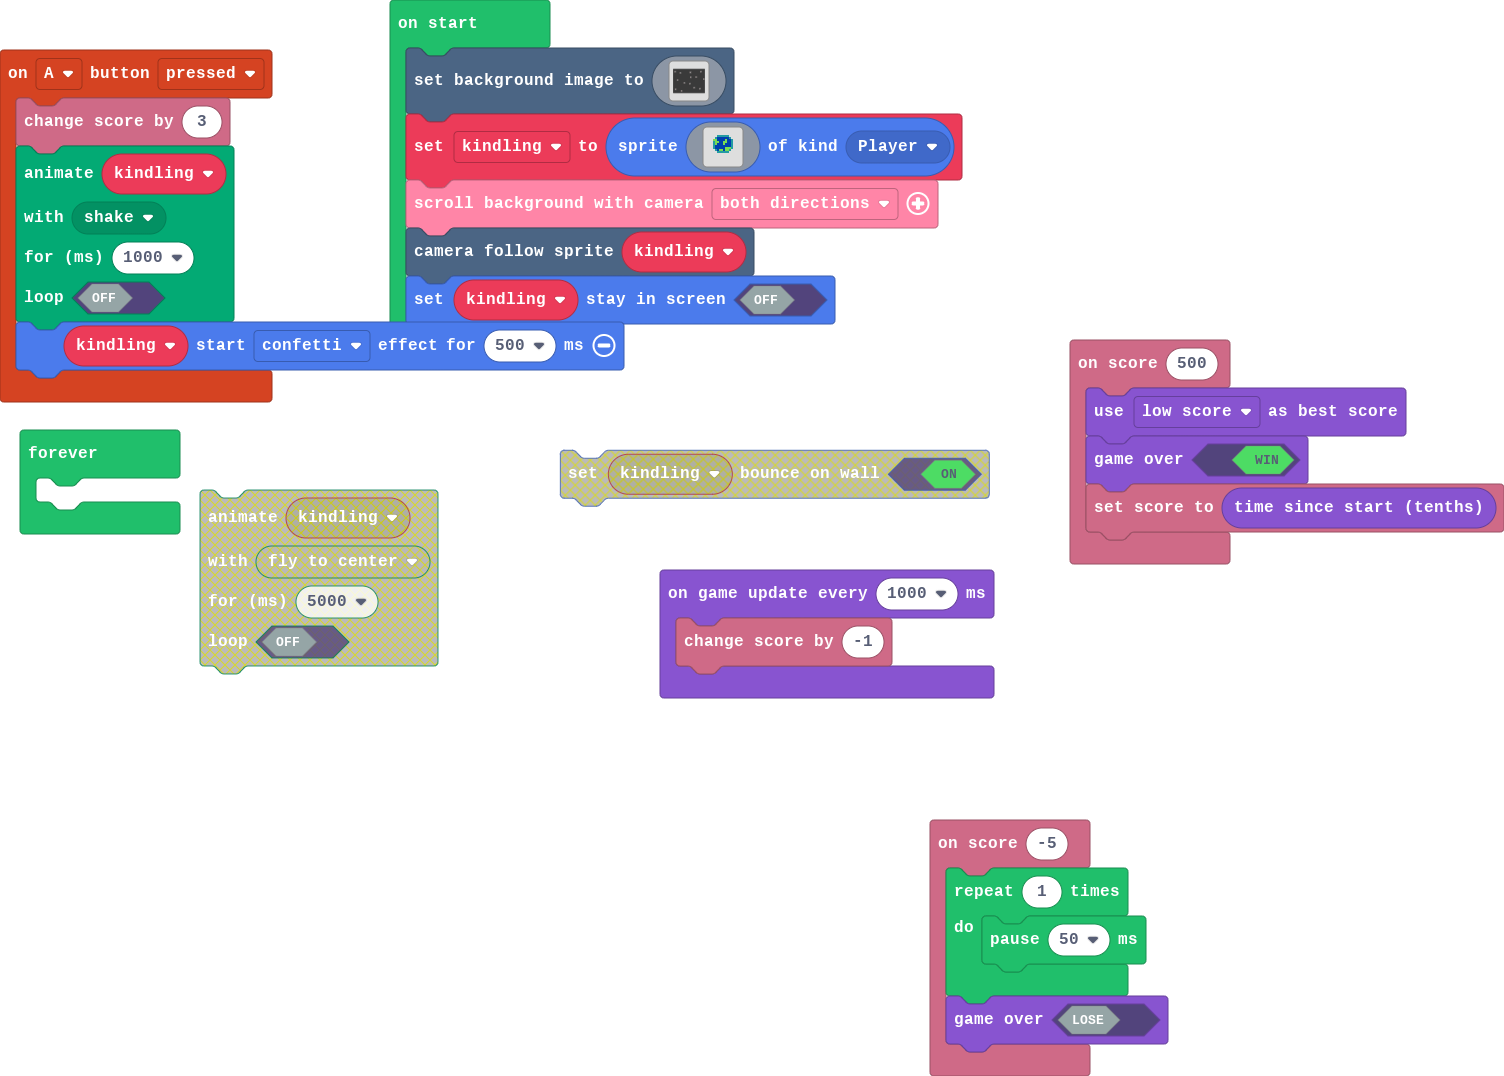 on start
set background image to
set kindling to sprite of kind Player
scroll background with camera both directions
camera follow sprite kindling
set kindling stay in screen OFF
on A button pressed
change score by 3
animate kindling
with shake
for (ms) 1000
loop OFF
kindling start confetti effect for 500 ms
forever
animate kindling
with fly to center
for (ms) 5000
loop OFF
set kindling bounce on wall ON
on game update every 1000 ms
change score by -1
on score 500
use low score as best score
game over WIN
set score to time since start (tenths)
on score -5
repeat 1 times
do pause 50 ms
game over LOSE